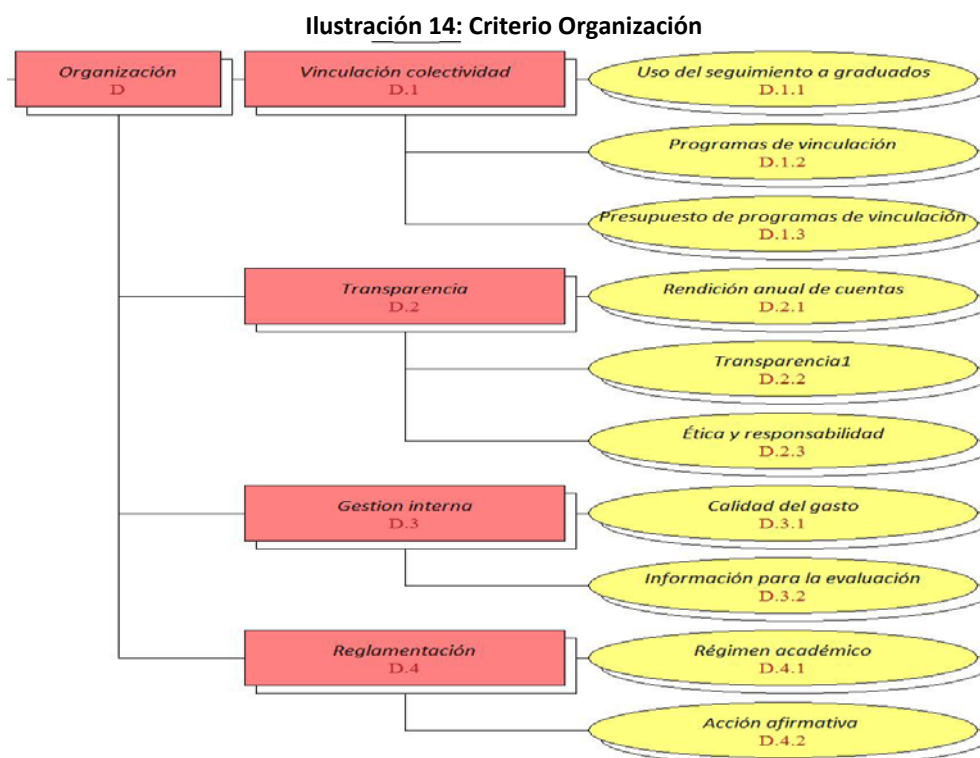 Ilustración 14: Criterio Organización
Organización
D
Vinculación colectividad
D.1
Uso del seguimiento a graduados
D.1.1
Programas de vinculación
D.1.2
Presupuesto de programas de vinculación
D.1.3
Transparencia
D.2
Rendición anual de cuentas
D.2.1
Transparencia1
D.2.2
Ética y responsabilidad
D.2.3
Gestion interna
D.3
Calidad del gasto
D.3.1
Información para la evaluación
D.3.2
Reglamentación
D.4
Régimen académico
D.4.1
Acción afirmativa
D.4.2